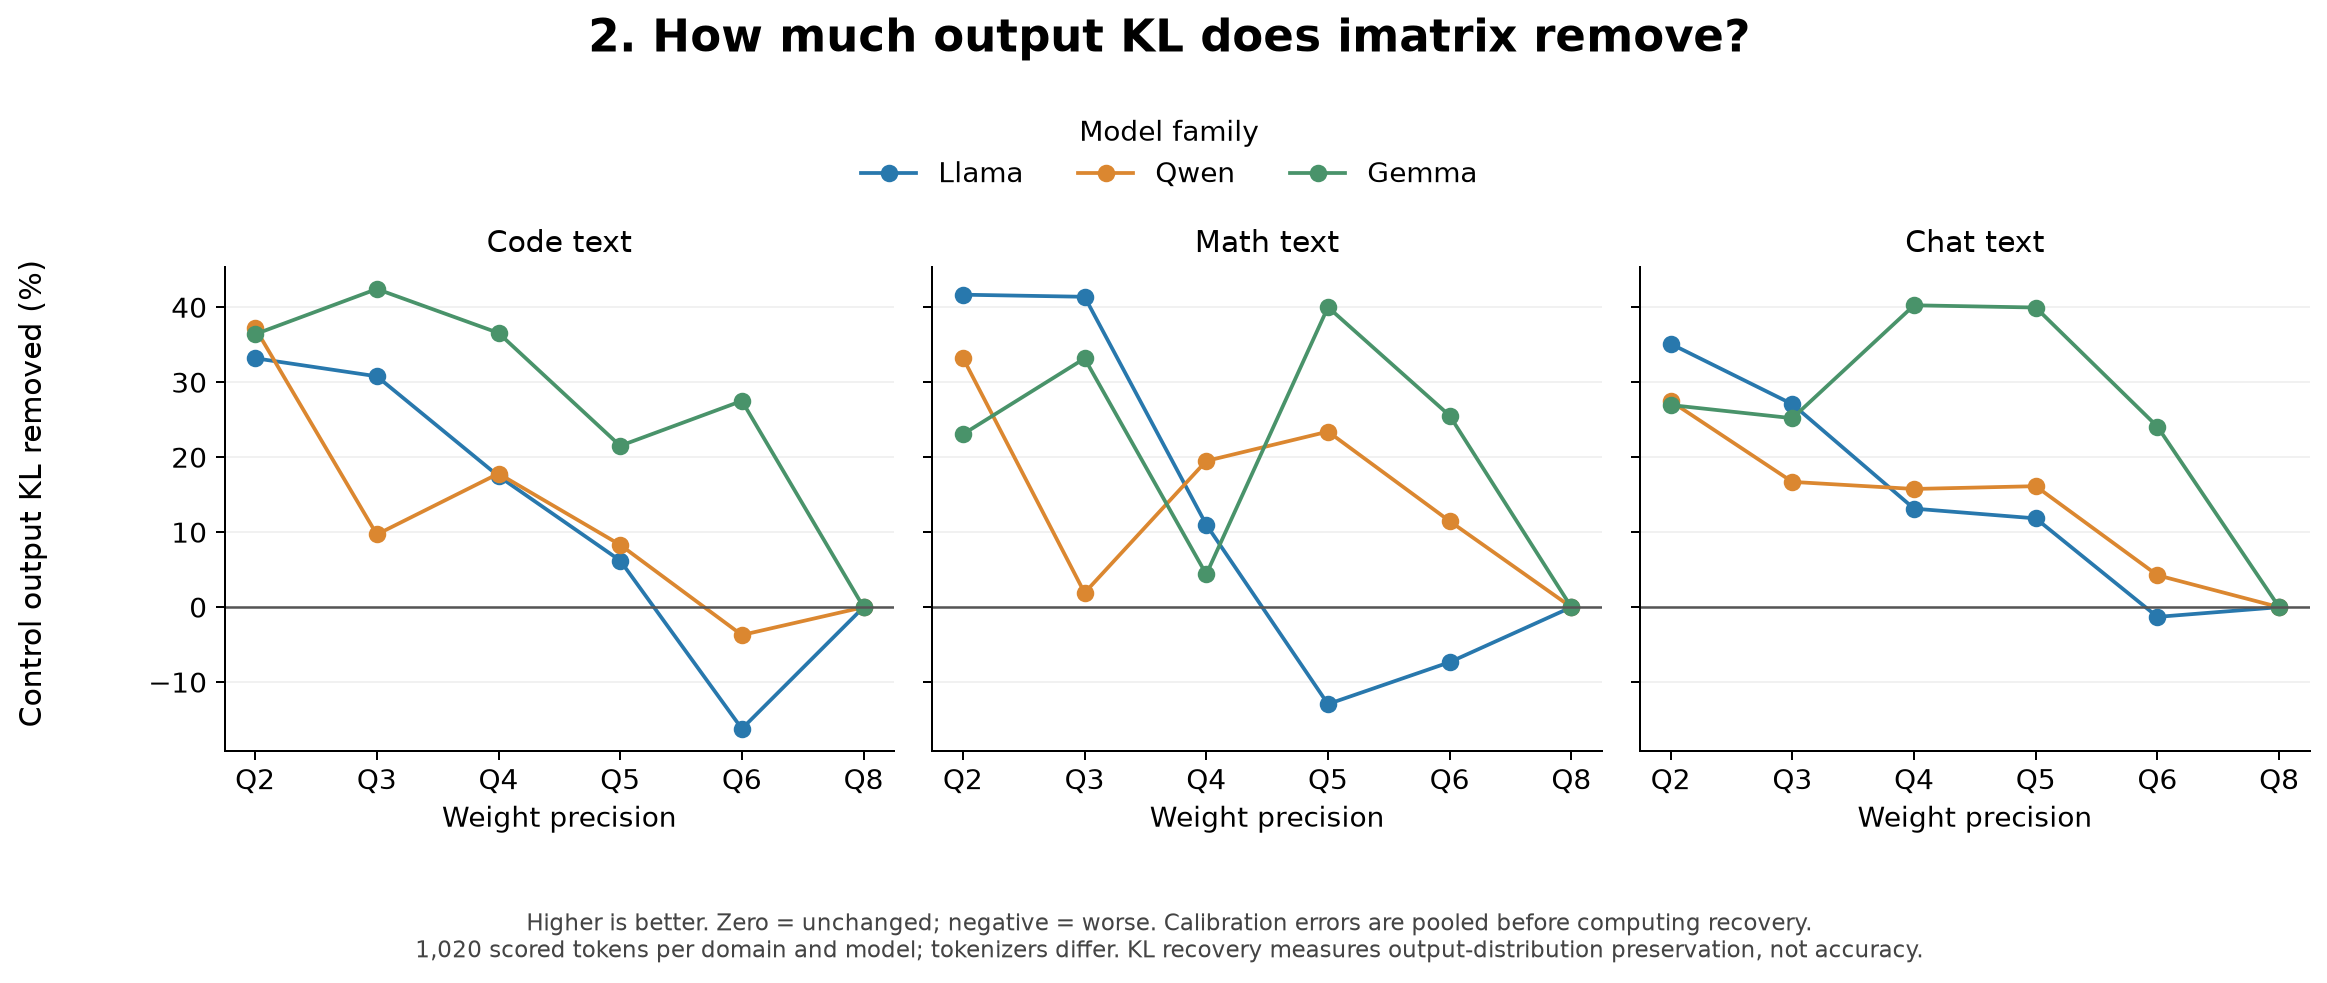 2. How much output KL does imatrix remove?
Model family
Llama
Qwen
Gemma
Code text
Math text
Chat text
Control output KL removed (%)
40
30
20
10
0
−10
Q2 Q3 Q4 Q5 Q6 Q8
Q2 Q3 Q4 Q5 Q6 Q8
Q2 Q3 Q4 Q5 Q6 Q8
Weight precision
Weight precision
Weight precision
Higher is better. Zero = unchanged; negative = worse. Calibration errors are pooled before computing recovery.
1,020 scored tokens per domain and model; tokenizers differ. KL recovery measures output-distribution preservation, not accuracy.